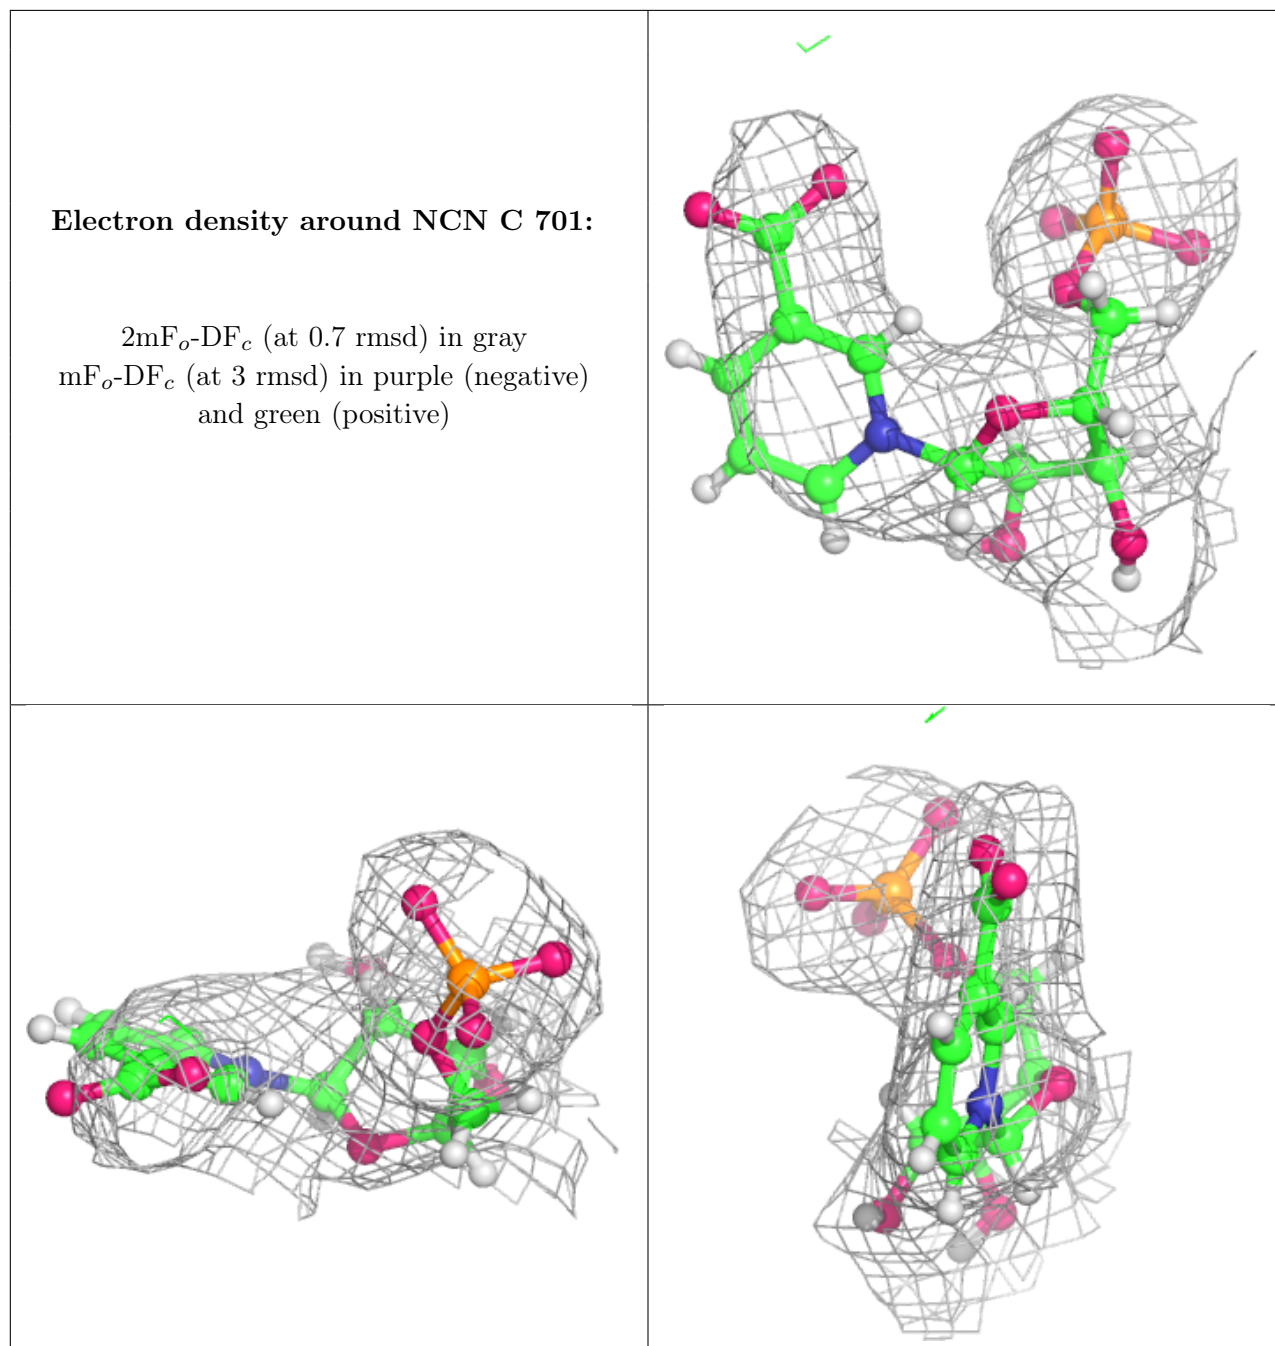 Electron density around NCN C 701:
2mFo-DFc (at 0.7 rmsd) in gray
mFo-DFc (at 3 rmsd) in purple (negative)
and green (positive)